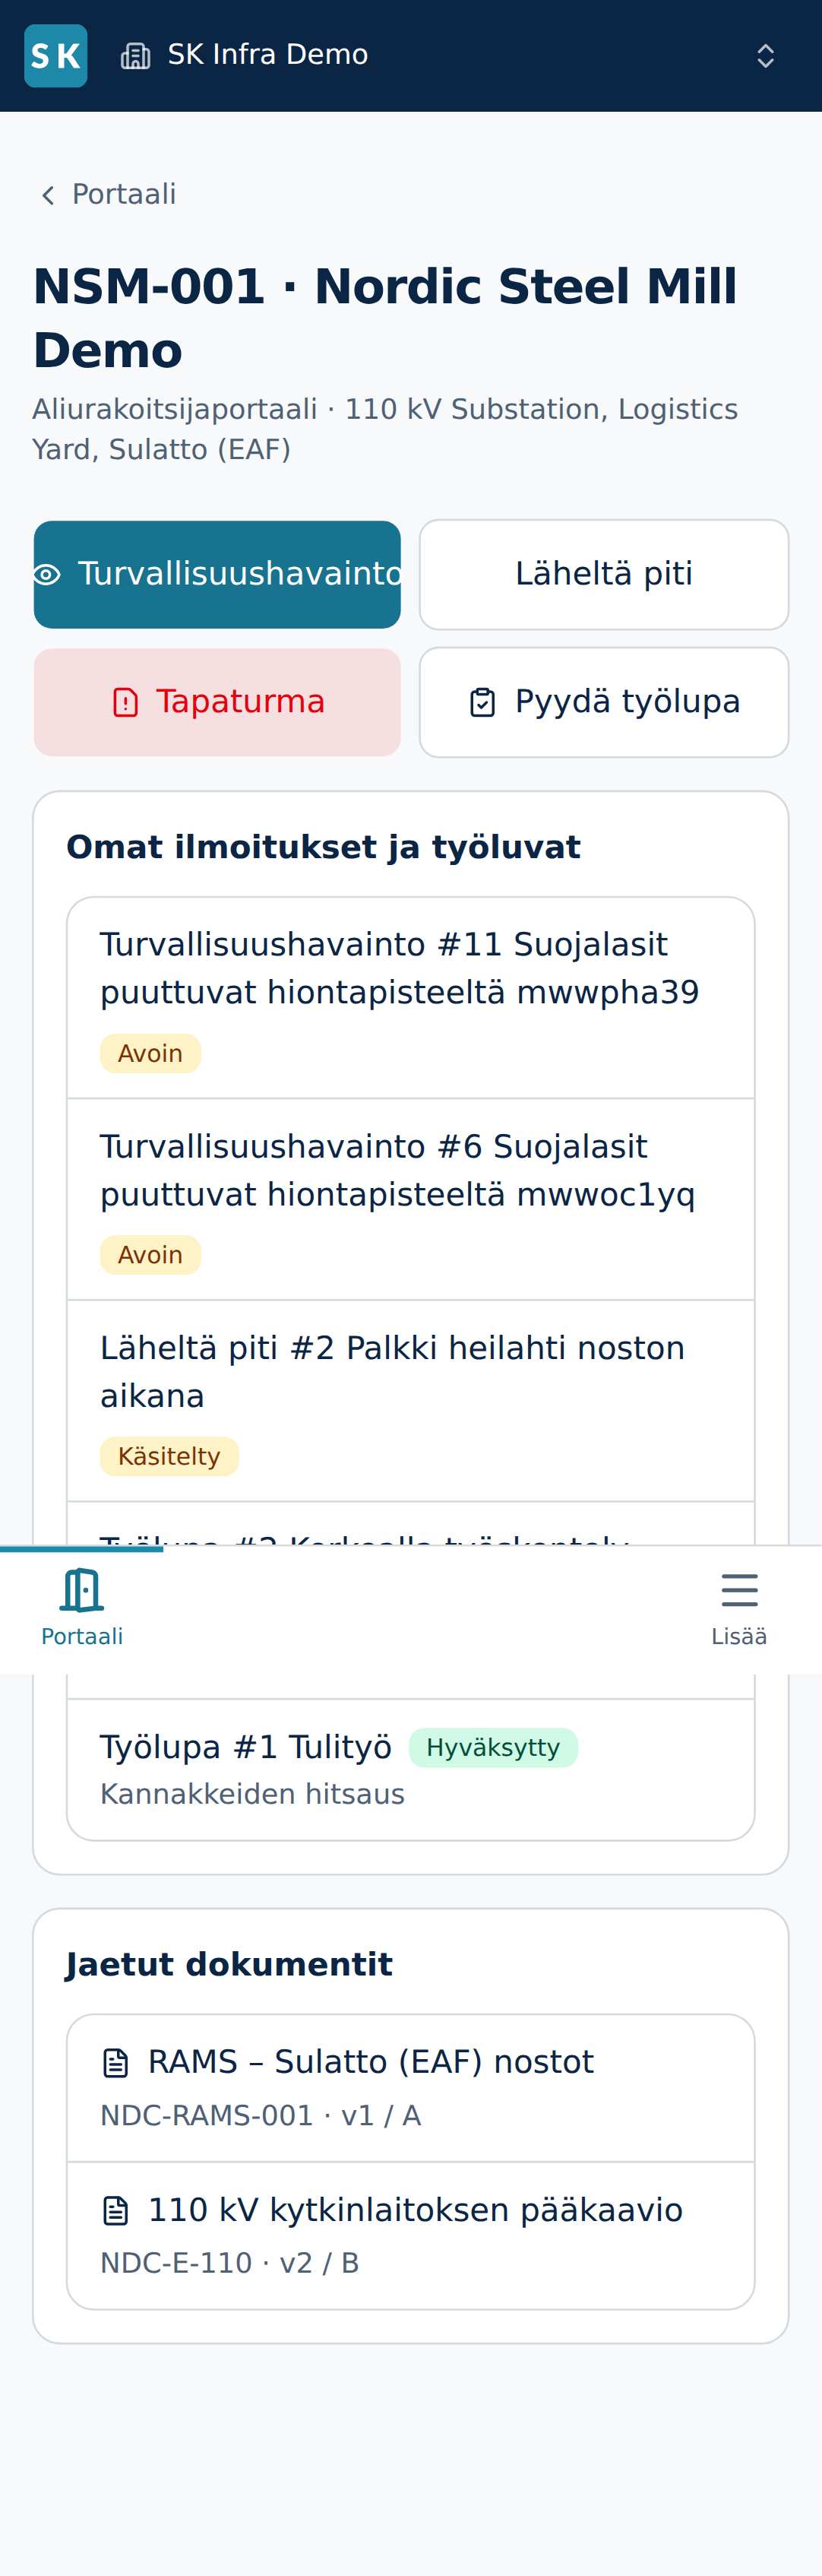 SK
SK Infra Demo
Portaali
NSM-001 · Nordic Steel Mill
Demo
Aliurakoitsijaportaali · 110 kV Substation, Logistics
Yard, Sulatto (EAF)
Turvallisuushavainto
Läheltä piti
Tapaturma
Pyydä työlupa
Omat ilmoitukset ja työluvat
Turvallisuushavainto #11 Suojalasit
puuttuvat hiontapisteeltä mwwpha39
Avoin
Turvallisuushavainto #6 Suojalasit
puuttuvat hiontapisteeltä mwwoc1yq
Avoin
Läheltä piti #2 Palkki heilahti noston
aikana
Käsitelty
Portaali
Lisää
Työlupa #1 Tulityö Hyväksytty
Kannakkeiden hitsaus
Jaetut dokumentit
RAMS – Sulatto (EAF) nostot
NDC-RAMS-001 · v1 / A
110 kV kytkinlaitoksen pääkaavio
NDC-E-110 · v2 / B